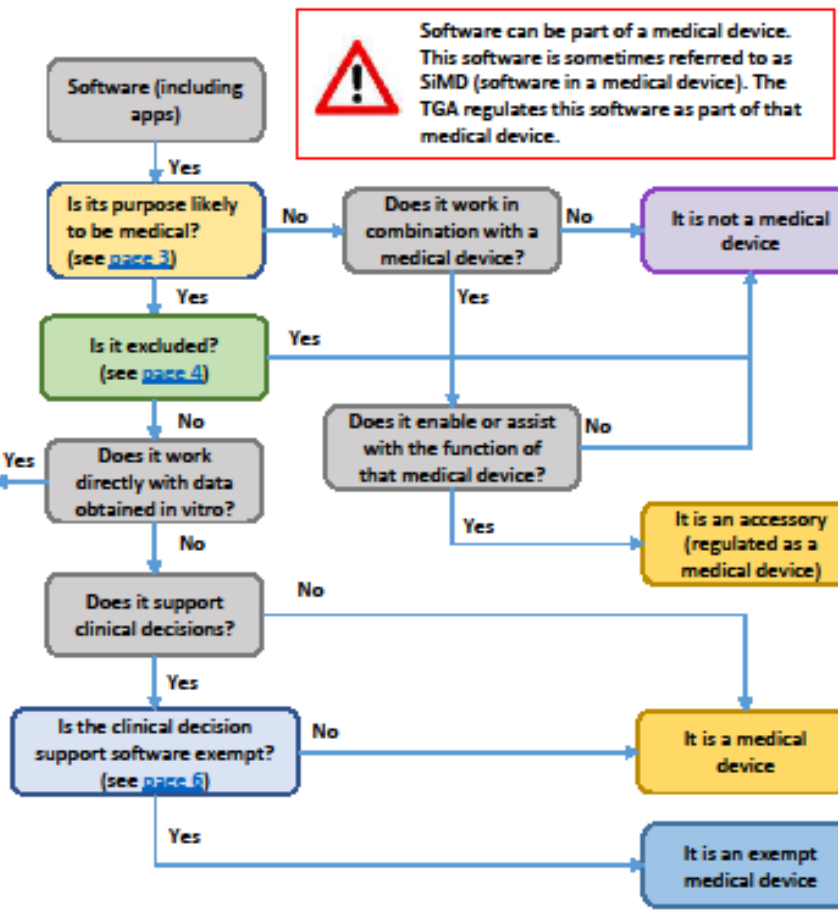 Software can be part of a medical device.
This software is sometimes referred to as
SiMD (software in a medical device). The
TGA regulates this software as part of that
medical device.
Software (including
apps)
Yes
Is its purpose likely
to be medical?
(see page 3)
No
Does it work in
combination with a
medical device?
No
It is not a medical
device
Yes
Yes
Is it excluded?
(see page 4)
Yes
No
Does it enable or assist
with the function of
that medical device?
No
Yes
Does it work
directly with data
obtained in vitro?
Yes
It is an accessory
(regulated as a
medical device)
No
Does it support
clinical decisions?
No
Yes
Is the clinical decision
support software exempt?
(see page 6)
No
It is a medical
device
Yes
It is an exempt
medical device